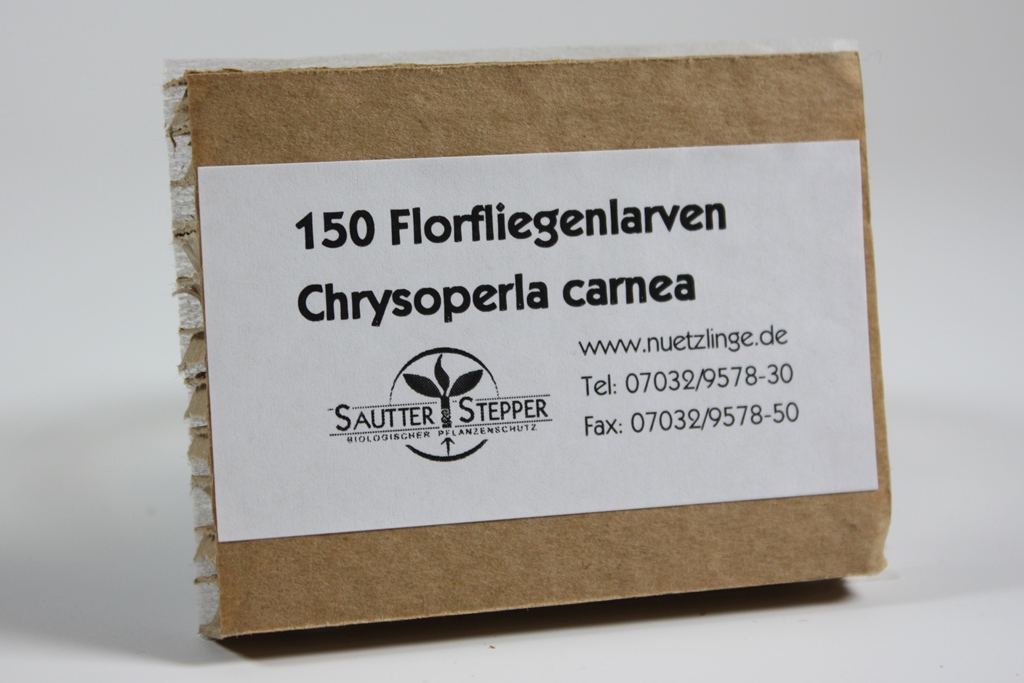 150 Florfliegenlarven
Chrysoperla carnea
www.nuetzlinge.de
Tel: 07032/9578-30
Fax: 07032/9578-50
SAUTTER STEPPER
BIOLOGISCHER PFLANZENSCHUTZ